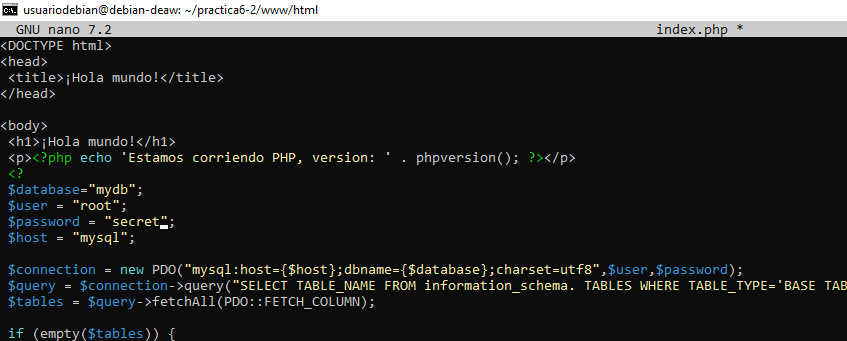 usuariodebian@debian-deaw: ~/practica6-2/www/html
GNU nano 7.2 index.php *
<DOCTYPE html>
<head>
<title>¡Hola mundo!</title>
</head>
<body>
<h1>¡Hola mundo!</h1>
<p><?php echo 'Estamos corriendo PHP, version: ' . phpversion(); ?></p>
<?
$database="mydb";
$user = "root";
$password = "secret";
$host = "mysql";
$connection = new PDO("mysql:host={$host};dbname={$database};charset=utf8",$user,$password);
$query = $connection->query("SELECT TABLE_NAME FROM information_schema. TABLES WHERE TABLE_TYPE='BASE TAB
$tables = $query->fetchAll(PDO::FETCH_COLUMN);
if (empty($tables)) {